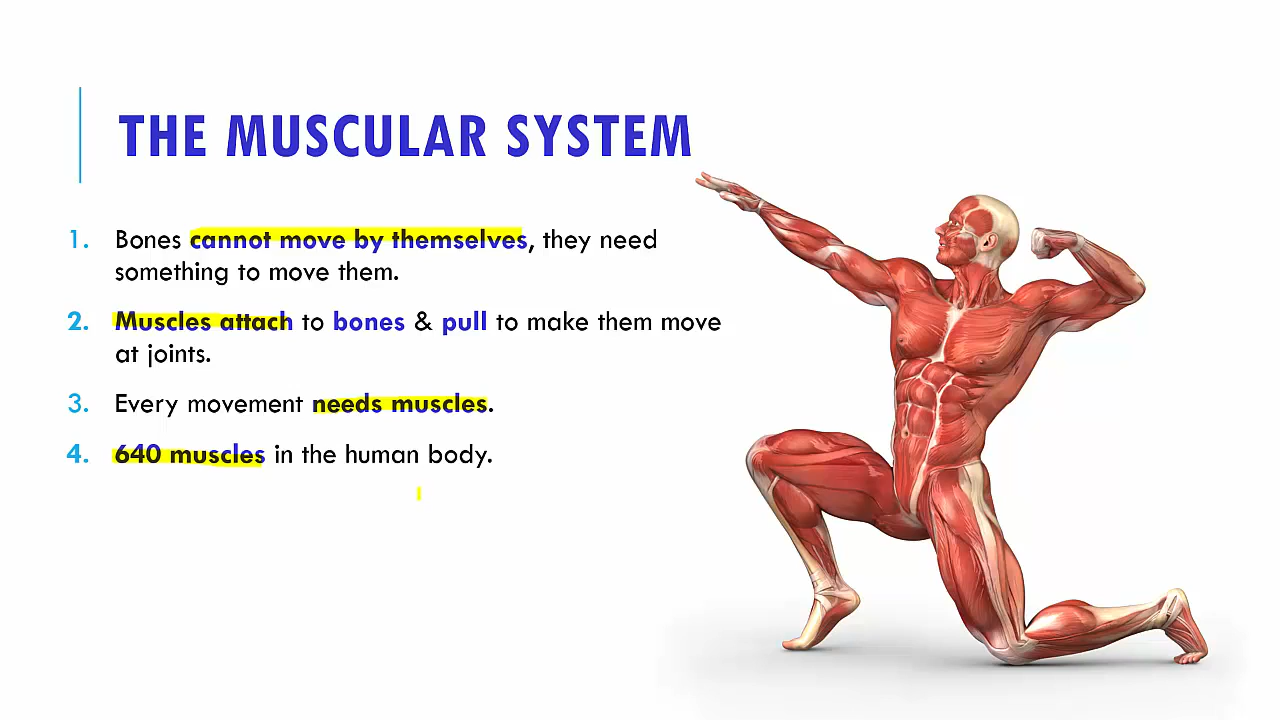 THE MUSCULAR SYSTEM
1. Bones cannot move by themselves, they need
something to move them.
2. Muscles attach to bones & pull to make them move
at joints.
3. Every movement needs muscles.
4. 640 muscles in the human body.